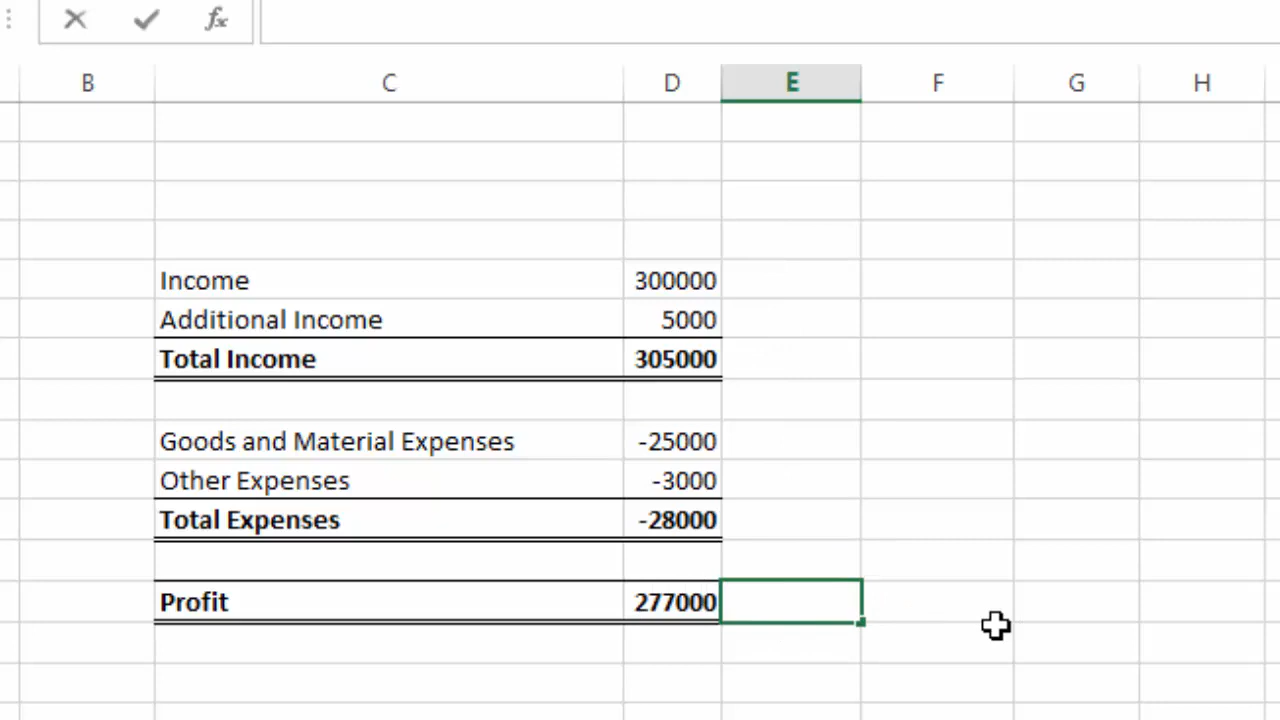 fx
B C D E F G H
Income 300000
Additional Income 5000
Total Income 305000
Goods and Material Expenses -25000
Other Expenses -3000
Total Expenses -28000
Profit 277000